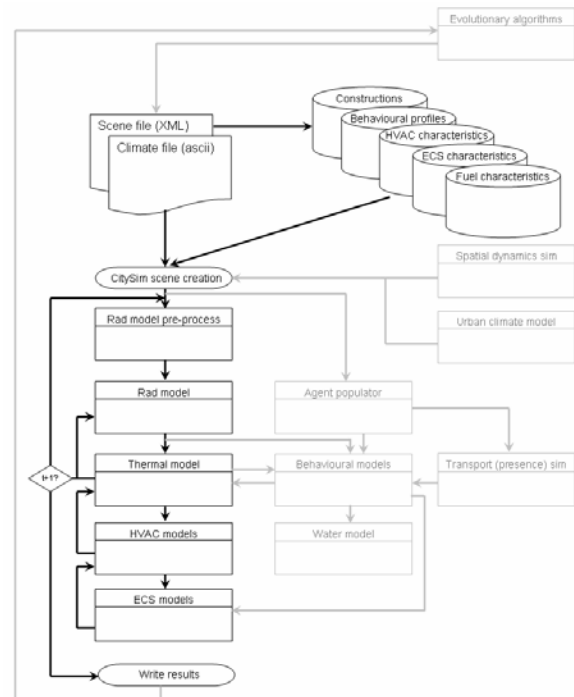 Evolutionary algorithms
Constructions
Behavioural profiles
Scene file (XML)
HVAC characteristics
Climate file (ascii)
ECS characteristics
Fuel characteristics
CitySim scene creation
Spatial dynamics sim
Rad model pre-process
Urban climate model
Rad model
Agent populator
Thermal model
Behavioural models
Transport (presence) sim
t+1?
HVAC models
Water model
ECS models
Write results